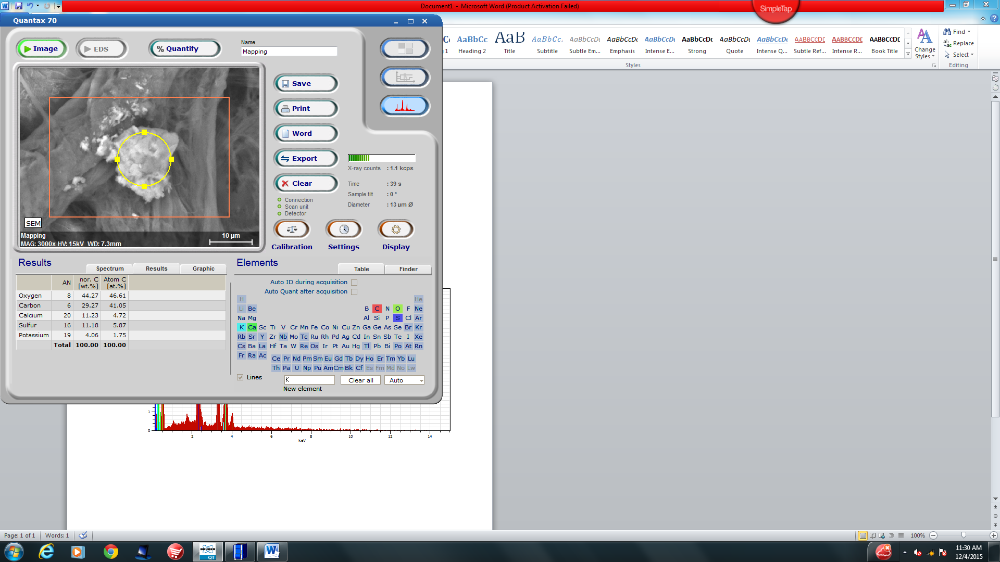 Document1 - Microsoft Word (Product Activation Failed)
SimpleTap
Quantax 70
Image
EDS
% Quantify
Name
Mapping
Save
Print
Word
Export
Clear
X-ray counts : 1.1 kcps
Time : 39 s
Sample tilt : 0 °
Diameter : 13 µm Ø
Connection
Scan unit
Detector
Calibration Settings Display
SEM
Mapping
MAG: 3000x HV: 15kV WD: 7.3mm
10 µm
AaBbCc AaB AaBbCc. AaBbCcDc AaBbCcDc AaBbCcDc AaBbCcDc AaBbCcDc AaBbCcDc AABBCCDE AABBCCDE AABBCCDE
1 Heading 2 Title Subtitle Subtle Em... Emphasis Intense E... Strong Quote Intense Q... Subtle Ref... Intense R... Book Title
Change
Styles
Find
Replace
Select
Styles
Editing
Results
Spectrum Results Graphic
AN nor. C Atom C
[wt.%] [at.%]
Oxygen 8 44.27 46.61
Carbon 6 29.27 41.05
Calcium 20 11.23 4.72
Sulfur 16 11.18 5.87
Potassium 19 4.06 1.75
Total 100.00 100.00
Elements
Table Finder
Auto ID during acquisition
Auto Quant after acquisition
H He
Li Be B C N O F Ne
Na Mg Al Si P S Cl Ar
K Ca Sc Ti V Cr Mn Fe Co Ni Cu Zn Ga Ge As Se Br Kr
Rb Sr Y Zr Nb Mo Tc Ru Rh Pd Ag Cd In Sn Sb Te I Xe
Cs Ba La Hf Ta W Re Os Ir Pt Au Hg Tl Pb Bi Po At Rn
Fr Ra Ac
Ce Pr Nd Pm Sm Eu Gd Tb Dy Ho Er Tm Yb Lu
Th Pa U Np Pu Am Cm Bk Cf Es Fm Md No Lw
Lines
K
Clear all
Auto
New element
1
0
2 4 6 8 10 12 14
keV
Page: 1 of 1 Words: 1
100%
BRUKER
QT
11:30 AM
12/4/2015